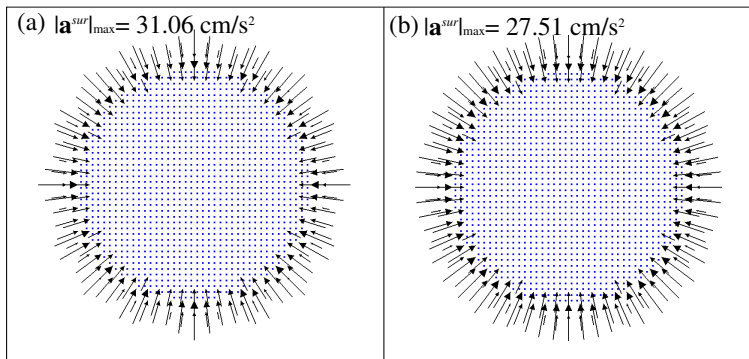 (a) |a^sur|max= 31.06 cm/s²
(b) |a^sur|max= 27.51 cm/s²